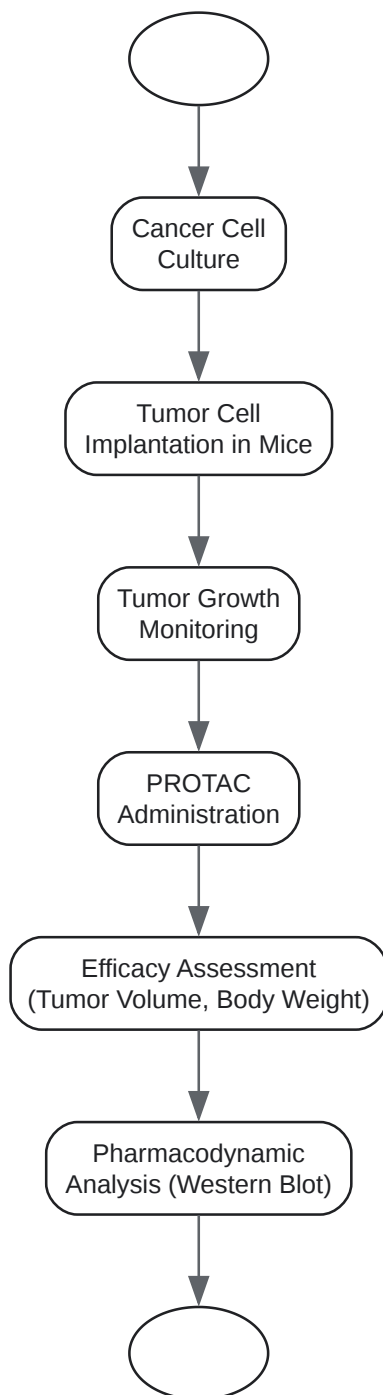 Cancer Cell
Culture
Tumor Cell
Implantation in Mice
Tumor Growth
Monitoring
PROTAC
Administration
Efficacy Assessment
(Tumor Volume, Body Weight)
Pharmacodynamic
Analysis (Western Blot)